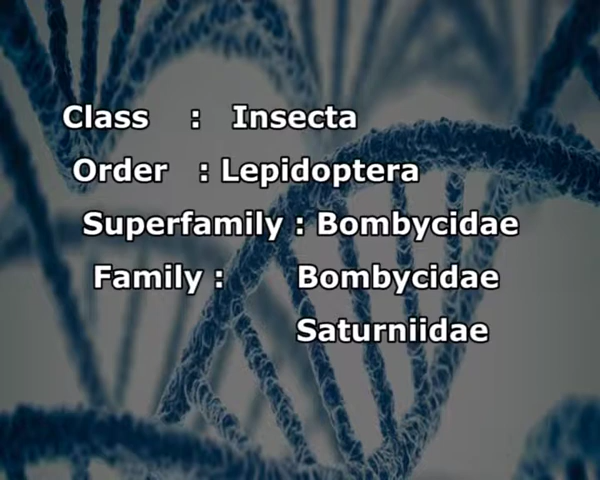 Class : Insecta
Order : Lepidoptera
Superfamily : Bombycidae
Family : Bombycidae
Saturniidae